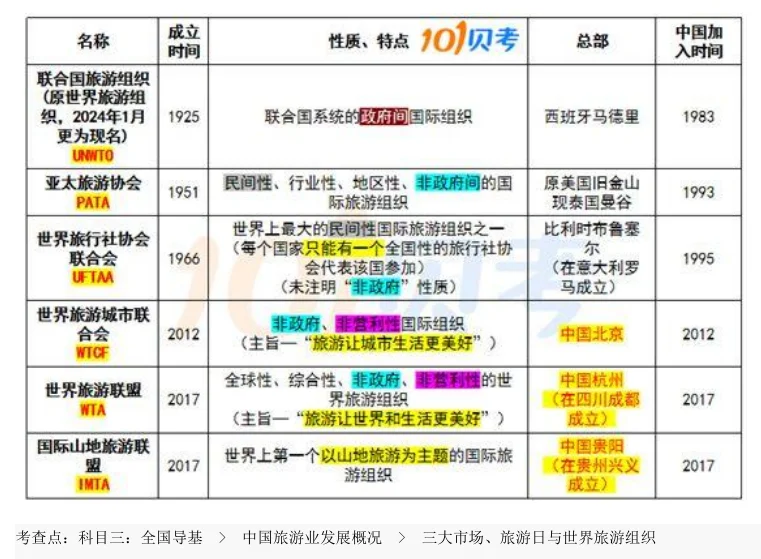 名称 成立时间 性质、特点 101贝考 总部 中国加入时间
联合国旅游组织
(原世界旅游组
织，2024年1月
更为现名)
UNWTO
1925
联合国系统的政府间国际组织
西班牙马德里
1983
亚太旅游协会
PATA
1951
民间性、行业性、地区性、非政府间的国
际旅游组织
原美国旧金山
现泰国曼谷
1993
世界旅行社协会
联合会
UFTAA
1966
世界上最大的民间性国际旅游组织之一
（每个国家只能有一个全国性的旅行社协
会代表该国参加）
（未注明“非政府”性质）
比利时布鲁塞
尔
（在意大利罗
马成立）
1995
世界旅游城市联
合会
WTCF
2012
非政府、非营利性国际组织
（主旨—“旅游让城市生活更美好”）
中国北京
2012
世界旅游联盟
WTA
2017
全球性、综合性、非政府、非营利性的世
界旅游组织
（主旨—“旅游让世界和生活更美好”）
中国杭州
（在四川成都
成立）
2017
国际山地旅游联
盟
IMTA
2017
世界上第一个以山地旅游为主题的国际旅
游组织
中国贵阳
（在贵州兴义
成立）
2017
101贝考
考查点：科目三：全国导基 > 中国旅游业发展概况 > 三大市场、旅游日与世界旅游组织